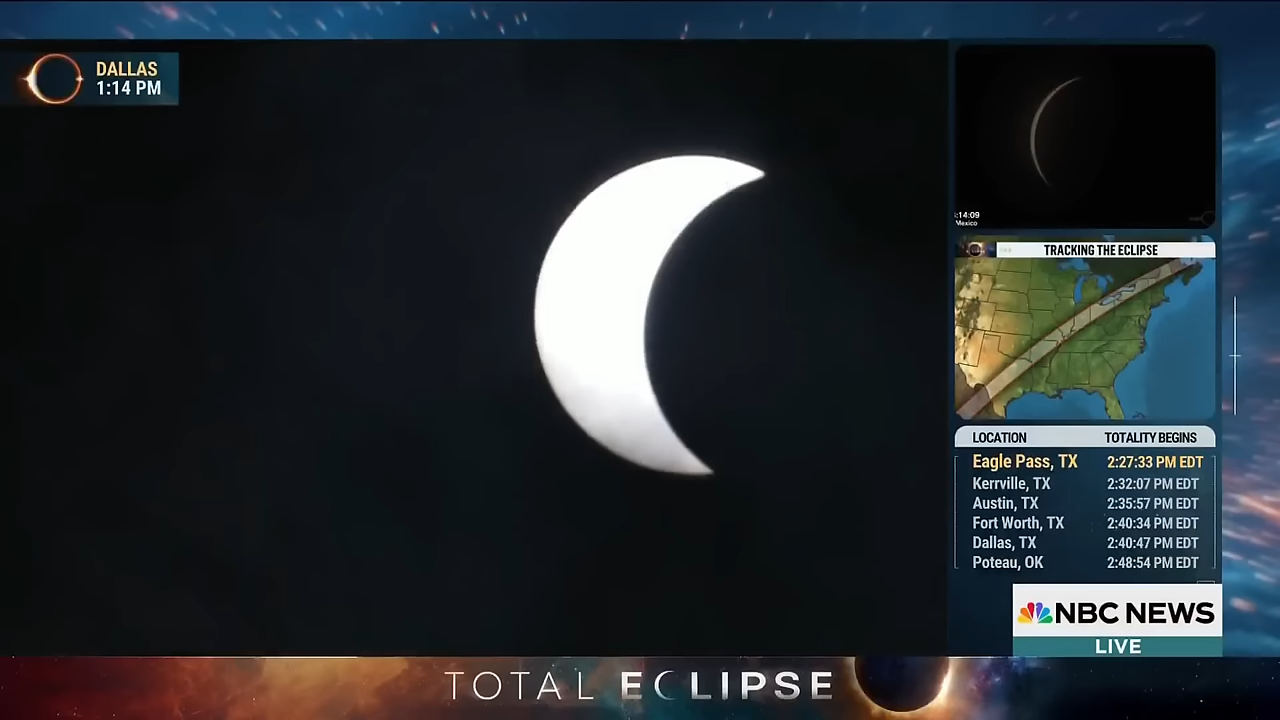 DALLAS
1:14 PM
:14:09
Mexico
TRACKING THE ECLIPSE
LOCATION TOTALITY BEGINS
Eagle Pass, TX 2:27:33 PM EDT
Kerrville, TX 2:32:07 PM EDT
Austin, TX 2:35:57 PM EDT
Fort Worth, TX 2:40:34 PM EDT
Dallas, TX 2:40:47 PM EDT
Poteau, OK 2:48:54 PM EDT
NBC NEWS
LIVE
TOTAL ECLIPSE